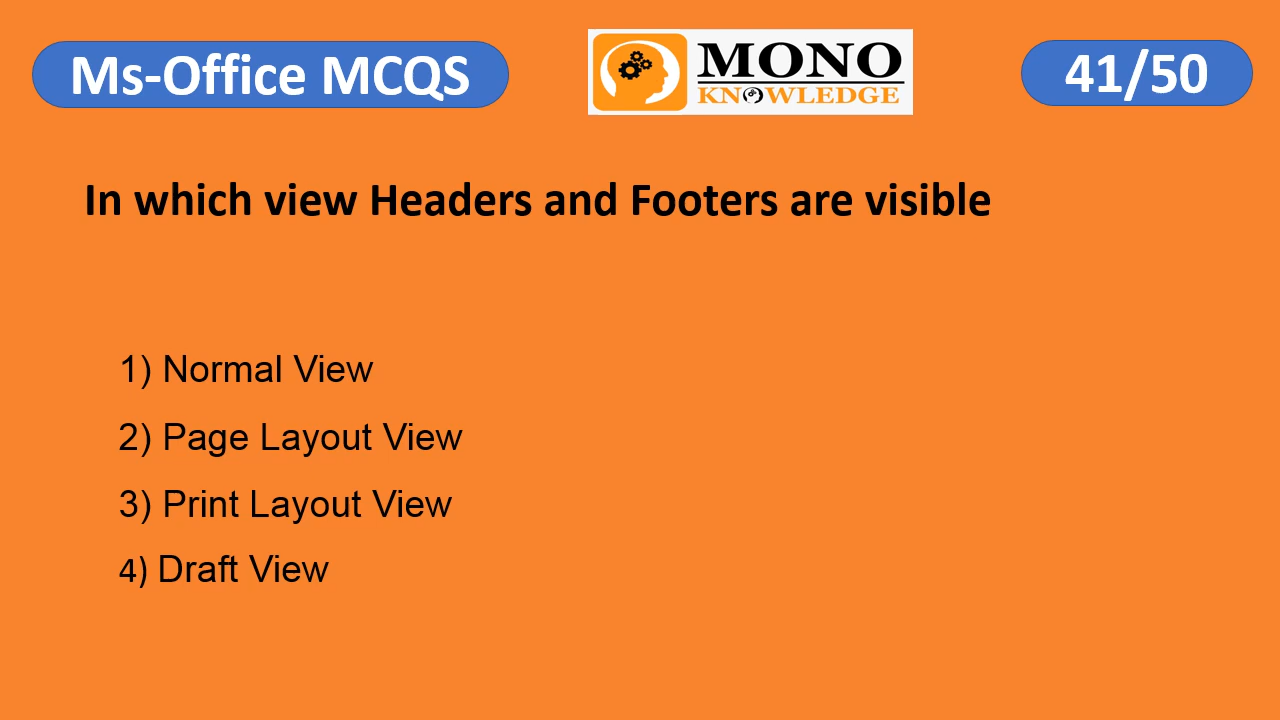 Ms-Office MCQS
MONO
KNOWLEDGE
41/50
In which view Headers and Footers are visible
1) Normal View
2) Page Layout View
3) Print Layout View
4) Draft View